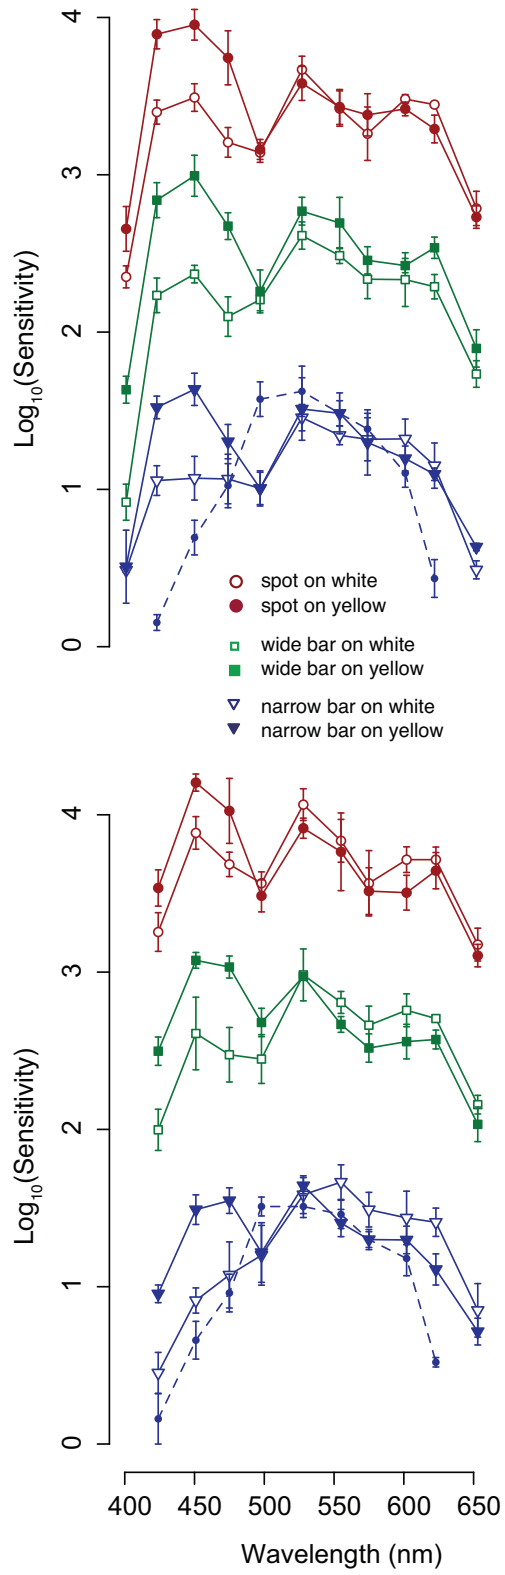 4
3
2
1
0
Log10(Sensitivity)
spot on white
spot on yellow
wide bar on white
wide bar on yellow
narrow bar on white
narrow bar on yellow
4
3
2
1
0
Log10(Sensitivity)
400 450 500 550 600 650
Wavelength (nm)